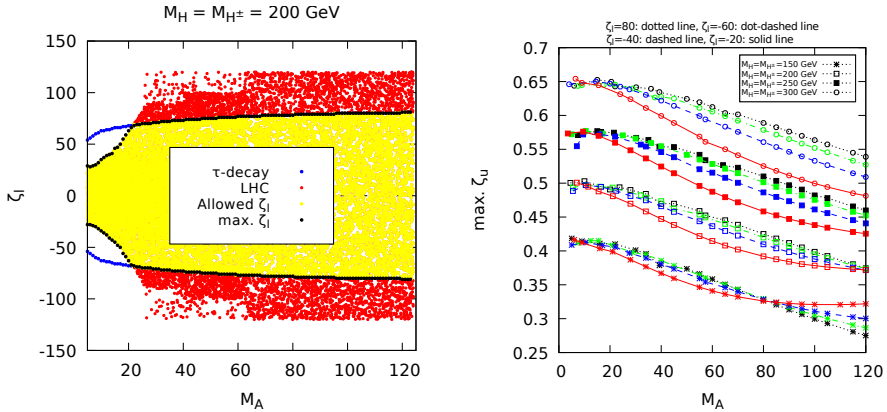 M_H = M_H± = 200 GeV
150
100
50
0
-50
-100
-150
0
20
40
60
80
100
120
ζ_l
M_A
τ-decay
LHC
Allowed ζ_l
max. ζ_l
ζ_l=80: dotted line, ζ_l=-60: dot-dashed line
ζ_l=-40: dashed line, ζ_l=-20: solid line
M_H=M_H±=150 GeV
M_H=M_H±=200 GeV
M_H=M_H±=250 GeV
M_H=M_H±=300 GeV
0.7
0.65
0.6
0.55
0.5
0.45
0.4
0.35
0.3
0.25
0
20
40
60
80
100
120
max. ζ_u
M_A